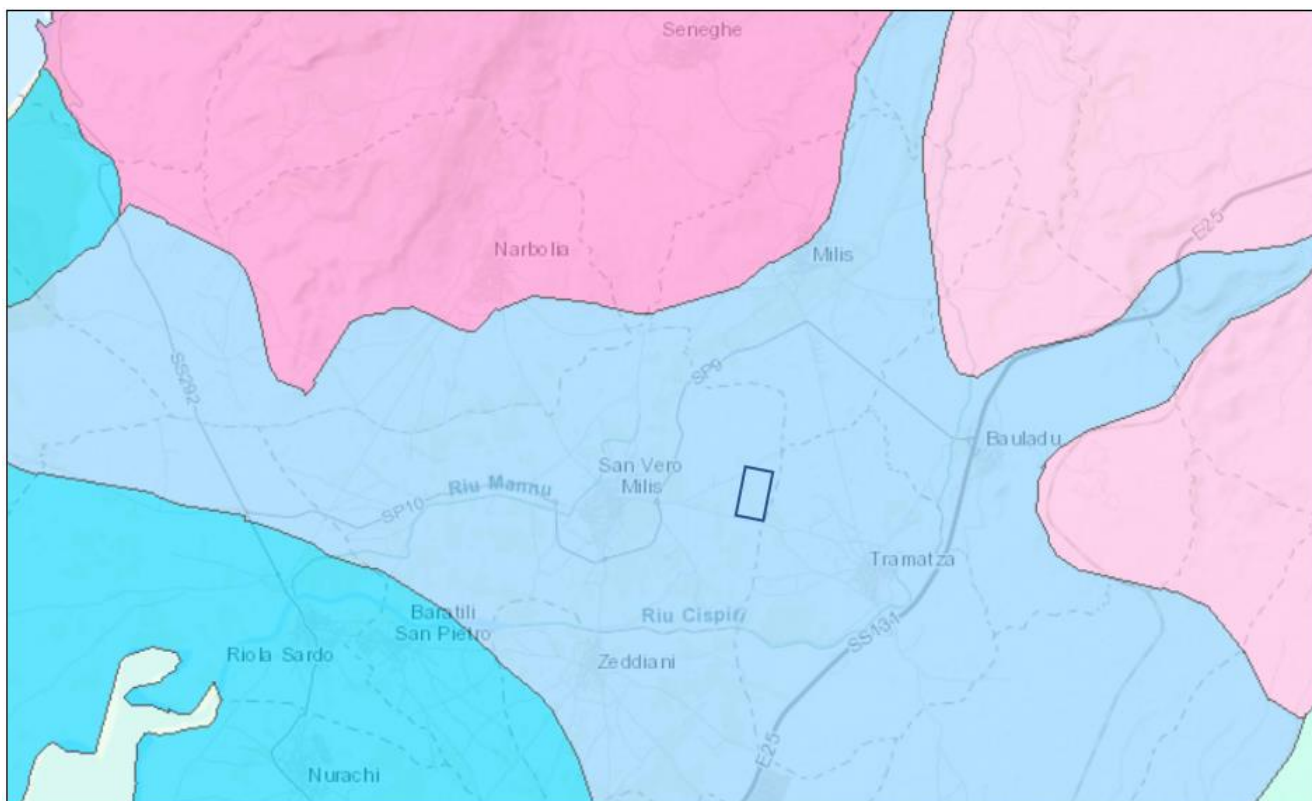 Seneghe
E25
Narbolia
Milis
SS292
SP9
Bauladu
San Vero
Milis
Riu Mannu
SP10
Tramatza
Baratili
San Pietro
Riu Cispiri
SS131
Riola Sardo
Zeddiani
E25
Nurachi